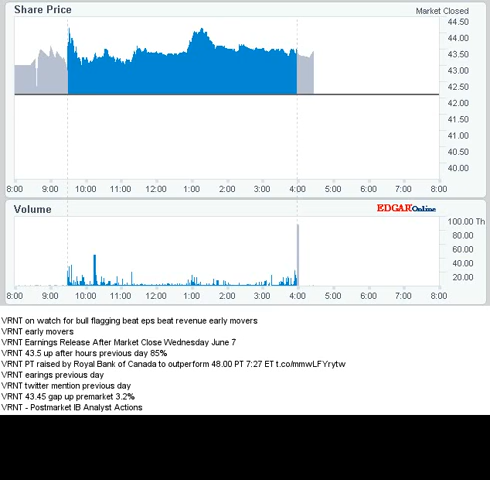 Share Price
Market Closed
44.50
44.00
43.50
43.00
42.50
42.00
41.50
41.00
40.50
40.00
8:00 9:00 10:00 11:00 12:00 1:00 2:00 3:00 4:00 5:00 6:00 7:00 8:00
Volume
EDGAR Online
100.00 Th
80.00
60.00
40.00
20.00
8:00 9:00 10:00 11:00 12:00 1:00 2:00 3:00 4:00 5:00 6:00 7:00 8:00
VRNT on watch for bull flagging beat eps beat revenue early movers
VRNT early movers
VRNT Earnings Release After Market Close Wednesday June 7
VRNT 43.5 up after hours previous day 85%
VRNT PT raised by Royal Bank of Canada to outperform 48.00 PT 7:27 ET t.co/mmwLFYrytw
VRNT earings previous day
VRNT twitter mention previous day
VRNT 43.45 gap up premarket 3.2%
VRNT - Postmarket IB Analyst Actions